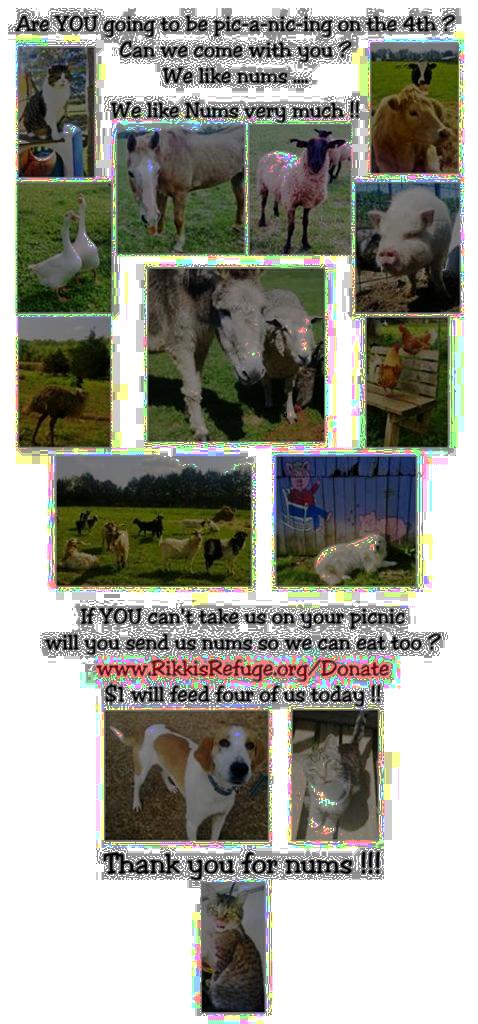 Are YOU going to be pic-a-nic-ing on the 4th ?
Can we come with you ?
We like nums ....
We like Nums very much !!
If YOU can't take us on your picnic
will you send us nums so we can eat too ?
www.RikkisRefuge.org/Donate
$1 will feed four of us today !!
Thank you for nums !!!